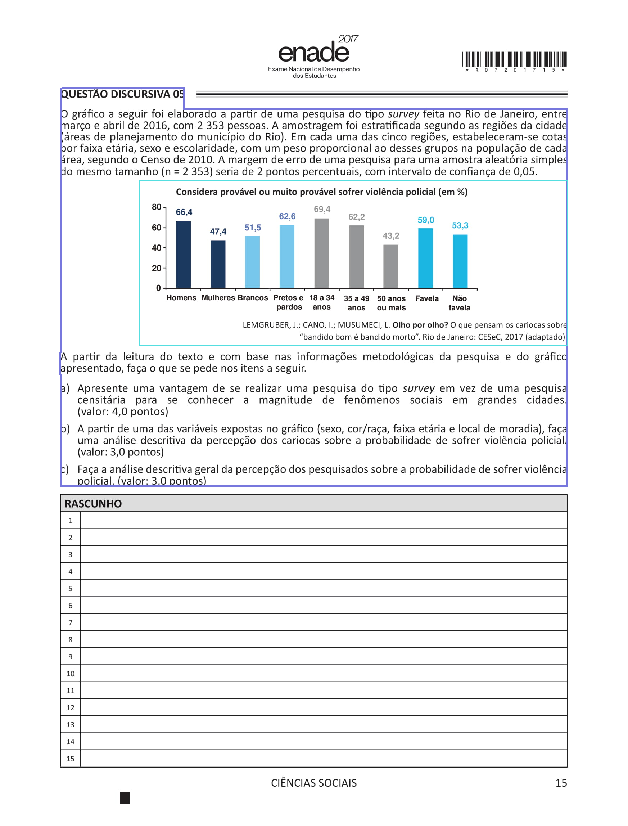 2017
enade
Exame Nacional de Desempenho
dos Estudantes
*R07201715*
QUESTÃO DISCURSIVA 05
O gráfico a seguir foi elaborado a partir de uma pesquisa do tipo survey feita no Rio de Janeiro, entre
março e abril de 2016, com 2 353 pessoas. A amostragem foi estratificada segundo as regiões da cidade
(áreas de planejamento do município do Rio). Em cada uma das cinco regiões, estabeleceram-se cotas
por faixa etária, sexo e escolaridade, com um peso proporcional ao desses grupos na população de cada
área, segundo o Censo de 2010. A margem de erro de uma pesquisa para uma amostra aleatória simples
do mesmo tamanho (n = 2 353) seria de 2 pontos percentuais, com intervalo de confiança de 0,05.
Considera provável ou muito provável sofrer violência policial (em %)
80
60
40
20
0
66,4
47,4
51,5
62,6
69,4
62,2
43,2
59,0
53,3
Homens Mulheres Brancos Pretos e 18 a 34 35 a 49 50 anos Favela Não
pardos anos anos ou mais favela
LEMGRUBER, J.; CANO, I.; MUSUMECI, L. Olho por olho? O que pensam os cariocas sobre
"bandido bom é bandido morto". Rio de Janeiro: CESeC, 2017 (adaptado)
A partir da leitura do texto e com base nas informações metodológicas da pesquisa e do gráfico
apresentado, faça o que se pede nos itens a seguir.
a) Apresente uma vantagem de se realizar uma pesquisa do tipo survey em vez de uma pesquisa
censitária para se conhecer a magnitude de fenômenos sociais em grandes cidades.
(valor: 4,0 pontos)
b) A partir de uma das variáveis expostas no gráfico (sexo, cor/raça, faixa etária e local de moradia), faça
uma análise descritiva da percepção dos cariocas sobre a probabilidade de sofrer violência policial.
(valor: 3,0 pontos)
c) Faça a análise descritiva geral da percepção dos pesquisados sobre a probabilidade de sofrer violência
policial. (valor: 3,0 pontos)
RASCUNHO
1
2
3
4
5
6
7
8
9
10
11
12
13
14
15
CIÊNCIAS SOCIAIS 15